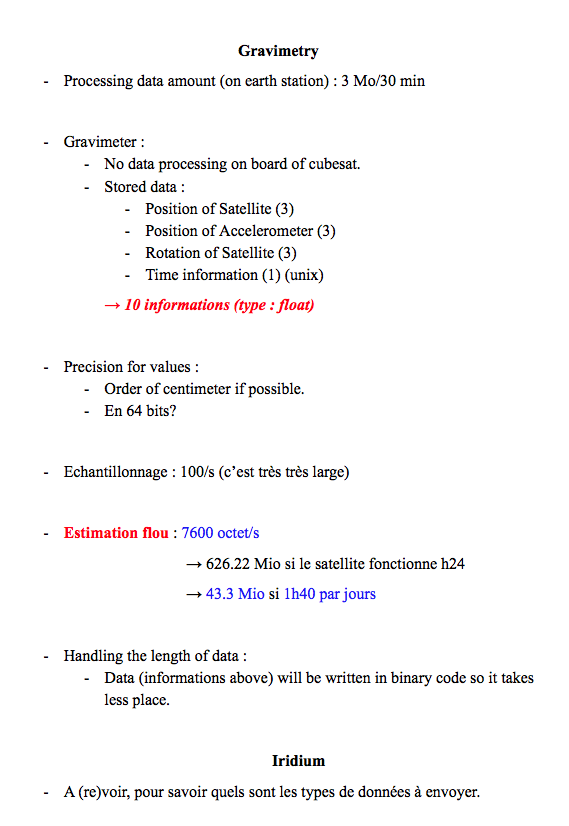 Gravimetry
- Processing data amount (on earth station) : 3 Mo/30 min
- Gravimeter :
- No data processing on board of cubesat.
- Stored data :
- Position of Satellite (3)
- Position of Accelerometer (3)
- Rotation of Satellite (3)
- Time information (1) (unix)
→ 10 informations (type : float)
- Precision for values :
- Order of centimeter if possible.
- En 64 bits?
- Echantillonnage : 100/s (c’est très très large)
- Estimation flou : 7600 octet/s
→ 626.22 Mio si le satellite fonctionne h24
→ 43.3 Mio si 1h40 par jours
- Handling the length of data :
- Data (informations above) will be written in binary code so it takes
less place.
Iridium
- A (re)voir, pour savoir quels sont les types de données à envoyer.